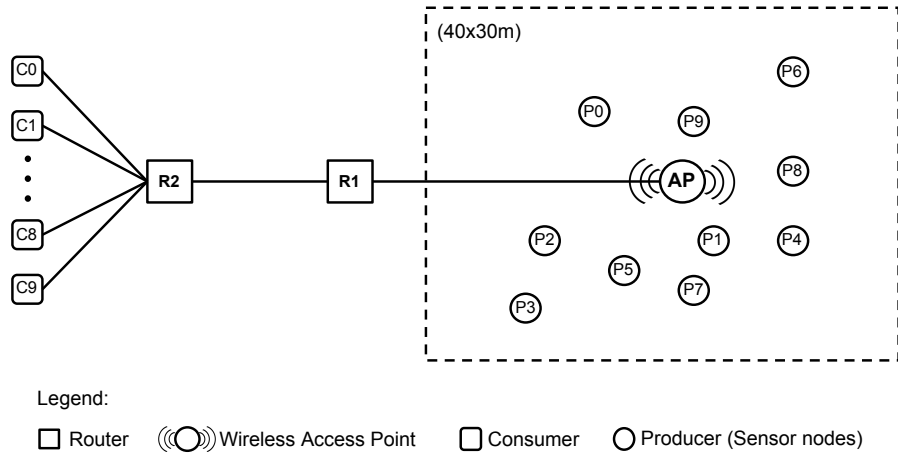 (40x30m)
C0
P6
P0
C1
P9
R2
R1
AP
P8
C8
P2
P1
P4
P5
C9
P7
P3
Legend:
Router
Wireless Access Point
Consumer
Producer (Sensor nodes)